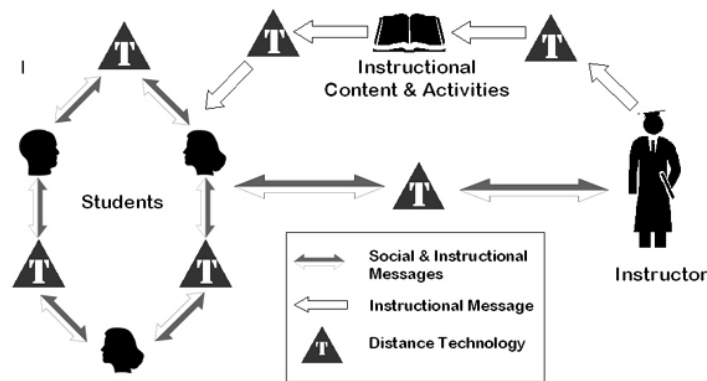 T
T
T
I
Instructional
Content & Activities
Students
T
T
T
Instructor
Social & Instructional
Messages
Instructional Message
T
Distance Technology